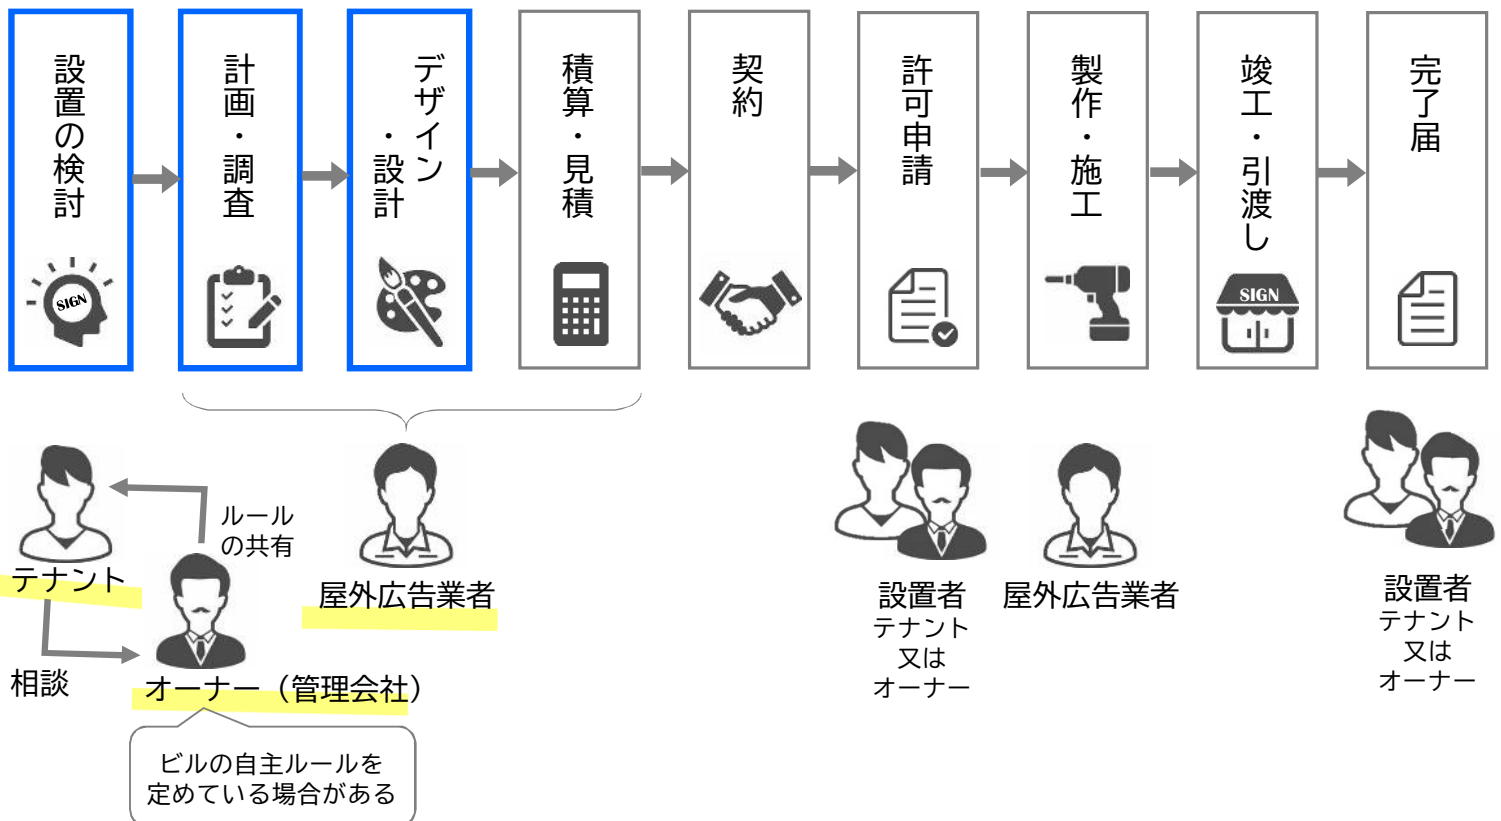 設置の検討
計画・調査
デザイン
・設計
積算・見積
契約
許可申請
製作・施工
竣工・引渡し
完了届
SIGN
SIGN
ルール
の共有
テナント
相談
オーナー（管理会社）
ビルの自主ルールを
定めている場合がある
屋外広告業者
設置者
テナント
又は
オーナー
屋外広告業者
設置者
テナント
又は
オーナー